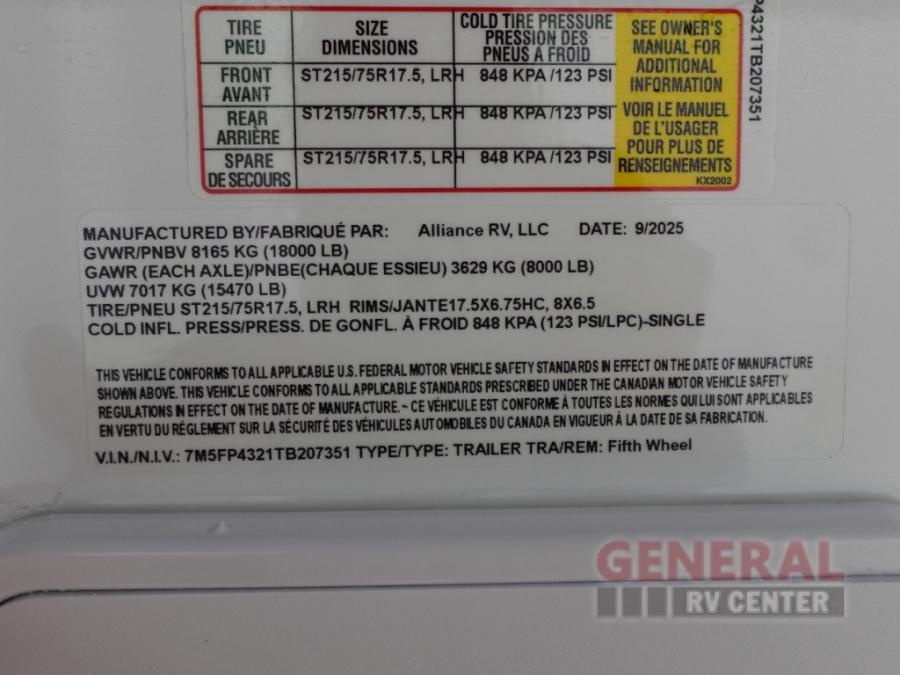 TIRE SIZE COLD TIRE PRESSURE SEE OWNER'S
PNEU DIMENSIONS PRESSION DES MANUAL FOR
PNEUS A FROID ADDITIONAL
INFORMATION
FRONT ST215/75R17.5, LRH 848 KPA /123 PSI
AVANT
REAR ST215/75R17.5, LRH 848 KPA /123 PSI VOIR LE MANUEL
ARRIÈRE DE L'USAGER
POUR PLUS DE
SPARE ST215/75R17.5, LRH 848 KPA /123 PSI RENSEIGNEMENTS
DE SECOURS KX2002
P4321TB207351
MANUFACTURED BY/FABRIQUÉ PAR: Alliance RV, LLC DATE: 9/2025
GVWR/PNBV 8165 KG (18000 LB)
GAWR (EACH AXLE)/PNBE(CHAQUE ESSIEU) 3629 KG (8000 LB)
UVW 7017 KG (15470 LB)
TIRE/PNEU ST215/75R17.5, LRH RIMS/JANTE17.5X6.75HC, 8X6.5
COLD INFL. PRESS/PRESS. DE GONFL. À FROID 848 KPA (123 PSI/LPC)-SINGLE
THIS VEHICLE CONFORMS TO ALL APPLICABLE U.S. FEDERAL MOTOR VEHICLE SAFETY STANDARDS IN EFFECT ON THE DATE OF MANUFACTURE
SHOWN ABOVE. THIS VEHICLE CONFORMS TO ALL APPLICABLE STANDARDS PRESCRIBED UNDER THE CANADIAN MOTOR VEHICLE SAFETY
REGULATIONS IN EFFECT ON THE DATE OF MANUFACTURE. ~ CE VÉHICULE EST CONFORME À TOUTES LES NORMES QUI LUI SONT APPLICABLES
EN VERTU DU RÉGLEMENT SUR LA SÉCURITÉ DES VÉHICULES AUTOMOBILES DU CANADA EN VIGUEUR À LA DATE DE SA FABRICATION.
V.I.N./N.I.V.: 7M5FP4321TB207351 TYPE/TYPE: TRAILER TRA/REM: Fifth Wheel
GENERAL
RV CENTER